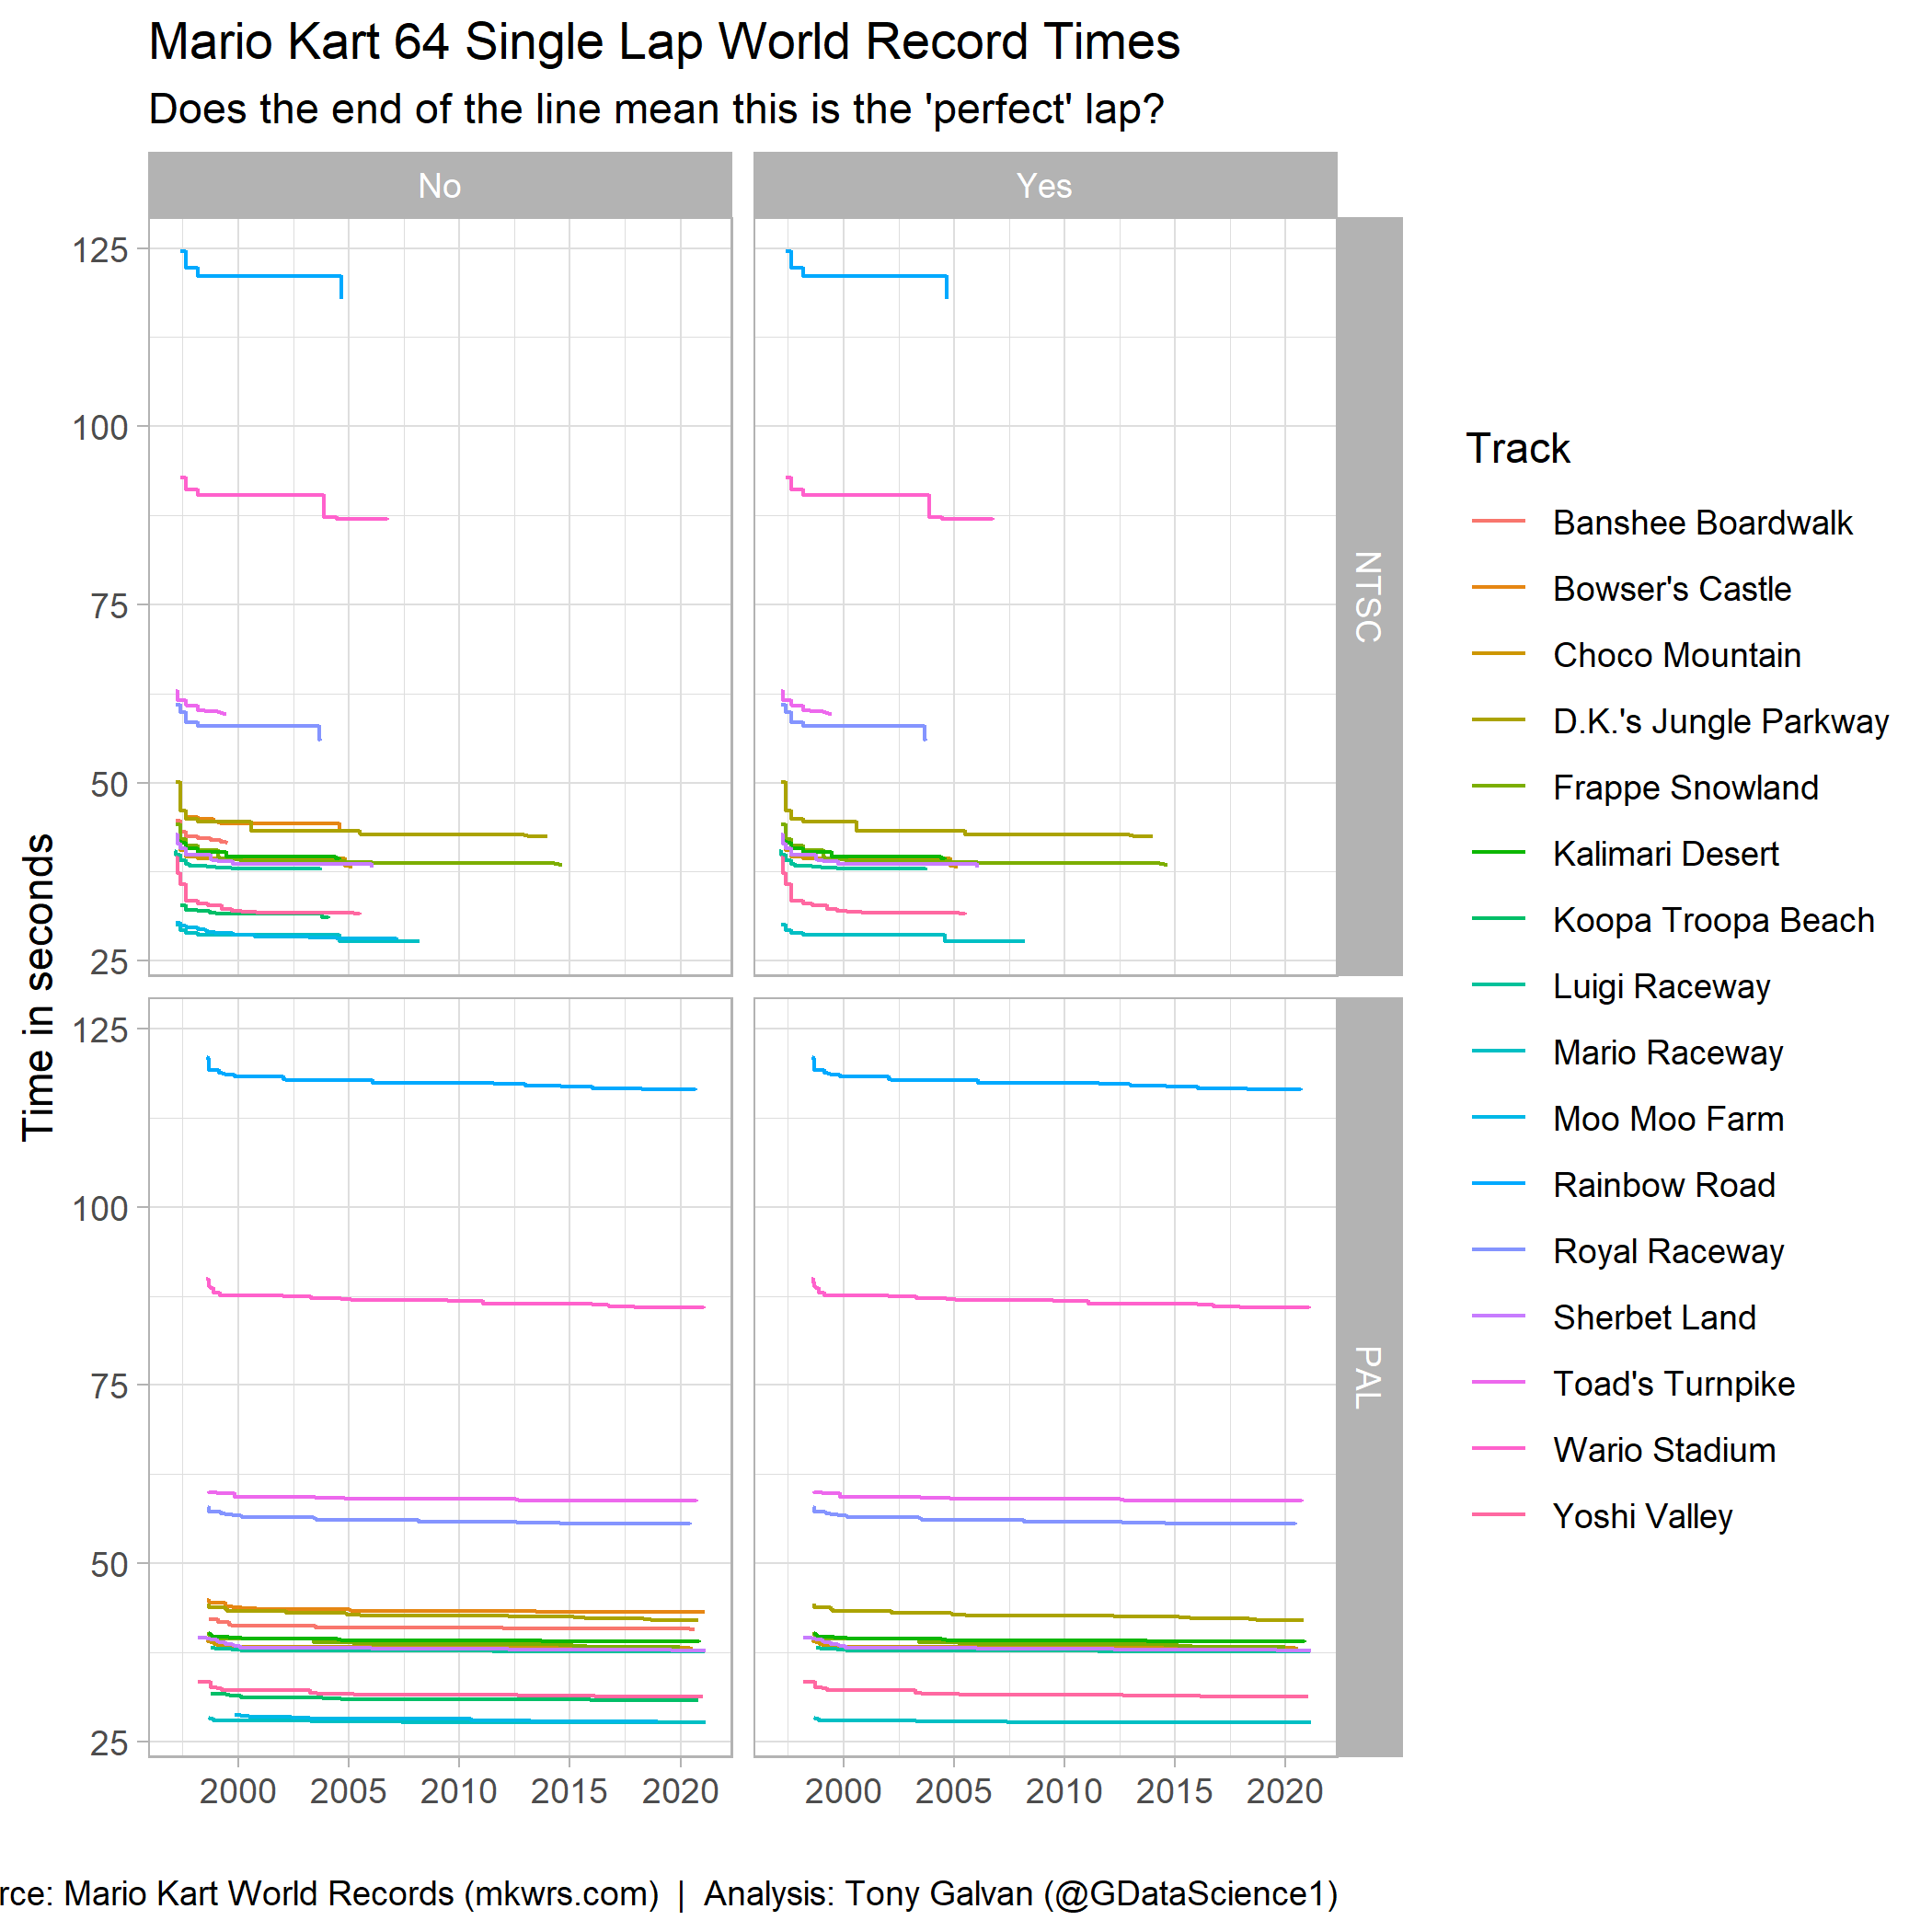 Mario Kart 64 Single Lap World Record Times
Does the end of the line mean this is the 'perfect' lap?
No
Yes
125
100
75
50
25
NTSC
125
100
75
50
25
PAL
Time in seconds
2000 2005 2010 2015 2020
2000 2005 2010 2015 2020
Track
Banshee Boardwalk
Bowser's Castle
Choco Mountain
D.K.'s Jungle Parkway
Frappe Snowland
Kalimari Desert
Koopa Troopa Beach
Luigi Raceway
Mario Raceway
Moo Moo Farm
Rainbow Road
Royal Raceway
Sherbet Land
Toad's Turnpike
Wario Stadium
Yoshi Valley
rce: Mario Kart World Records (mkwrs.com) | Analysis: Tony Galvan (@GDataScience1)